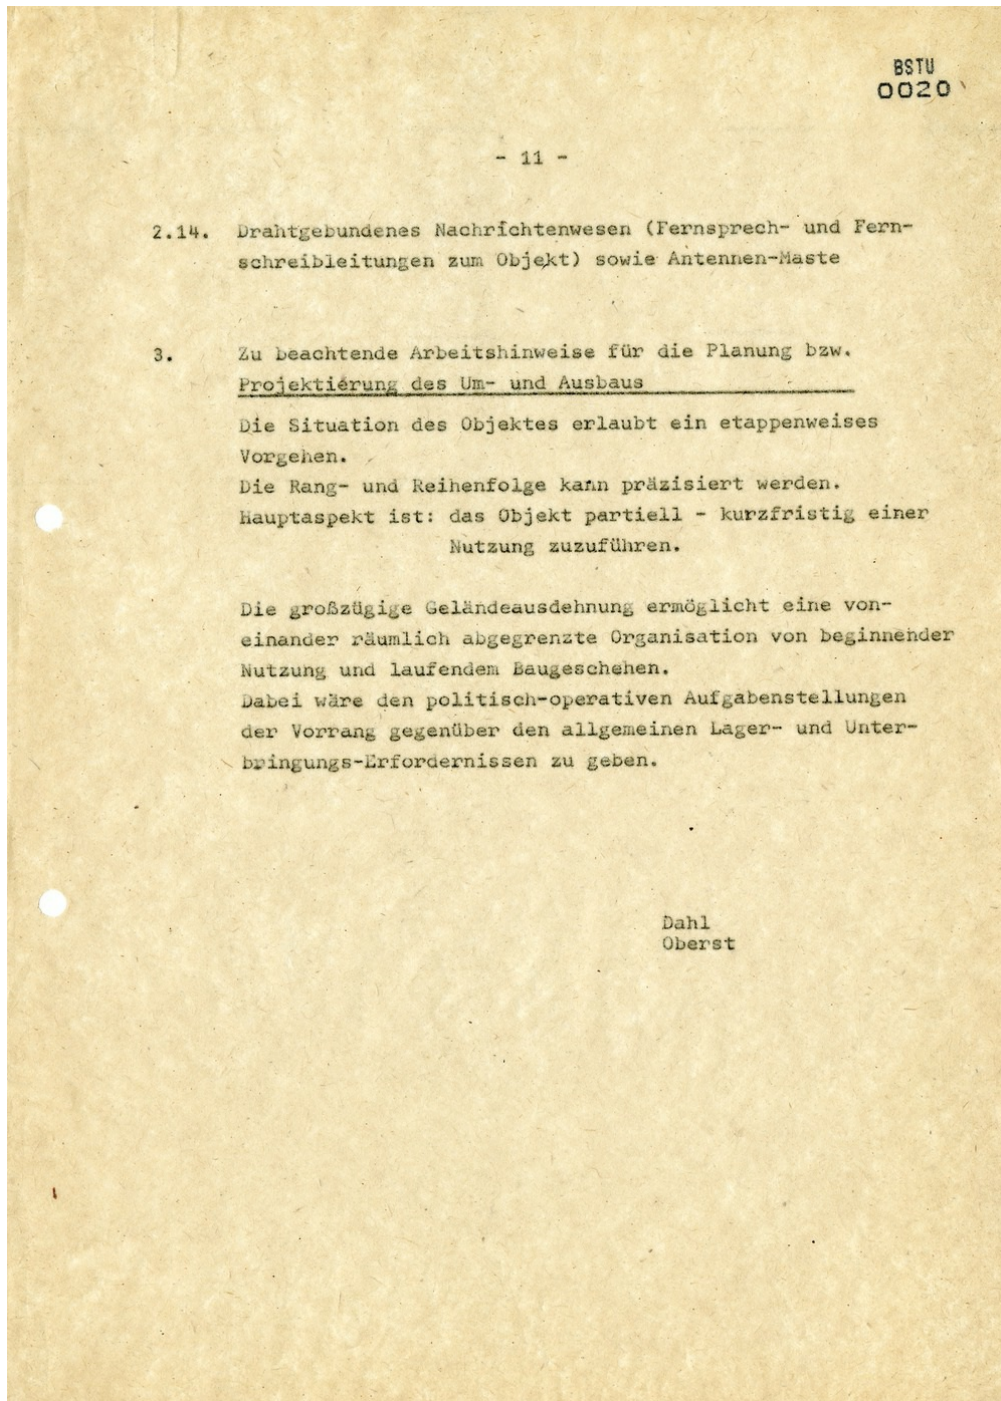 BSTU
0020
- 11 -
2.14. Drahtgebundenes Nachrichtenwesen (Fernsprech- und Fern-
schreibleitungen zum Objekt) sowie Antennen-Maste
3. Zu beachtende Arbeitshinweise für die Planung bzw.
Projektierung des Um- und Ausbaus
Die Situation des Objektes erlaubt ein etappenweises
Vorgehen.
Die Rang- und Reihenfolge kann präzisiert werden.
Hauptaspekt ist: das Objekt partiell - kurzfristig einer
Nutzung zuzuführen.
Die großzügige Geländeausdehnung ermöglicht eine von-
einander räumlich abgegrenzte Organisation von beginnender
Nutzung und laufendem Baugeschehen.
Dabei wäre den politisch-operativen Aufgabenstellungen
der Vorrang gegenüber den allgemeinen Lager- und Unter-
bringungs-Erfordernissen zu geben.
Dahl
Oberst